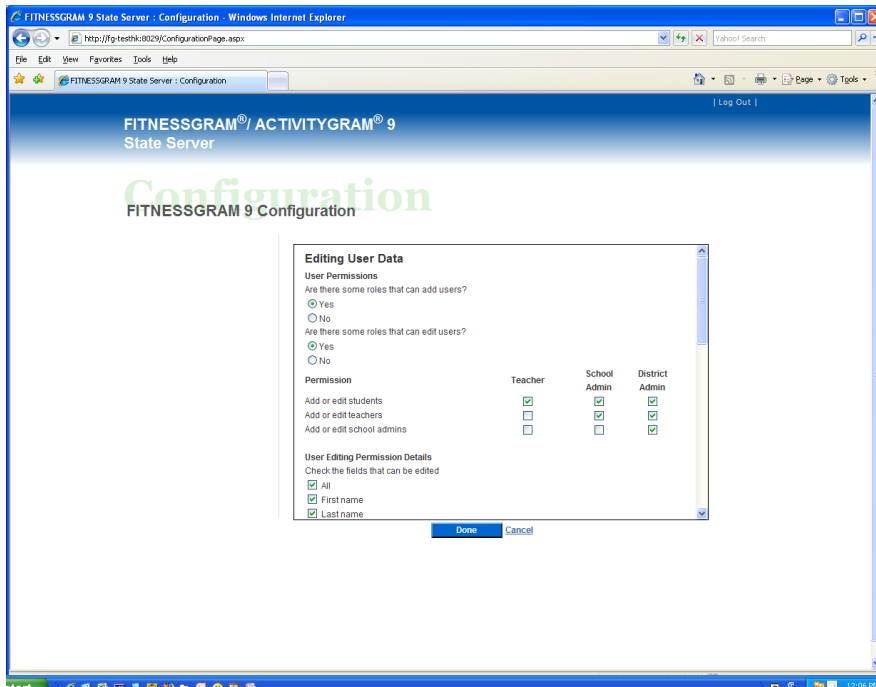 FITNESSGRAM 9 State Server : Configuration - Windows Internet Explorer
http://fg-testhk:8029/ConfigurationPage.aspx
Yahoo! Search
File Edit View Favorites Tools Help
FITNESSGRAM 9 State Server : Configuration
Page Tools
| Log Out |
FITNESSGRAM®/ ACTIVITYGRAM® 9
State Server
Configuration
FITNESSGRAM 9 Configuration
Editing User Data
User Permissions
Are there some roles that can add users?
Yes
No
Are there some roles that can edit users?
Yes
No
Permission Teacher School Admin District Admin
Add or edit students
Add or edit teachers
Add or edit school admins
User Editing Permission Details
Check the fields that can be edited
All
First name
Last name
Done Cancel
12:06 PM